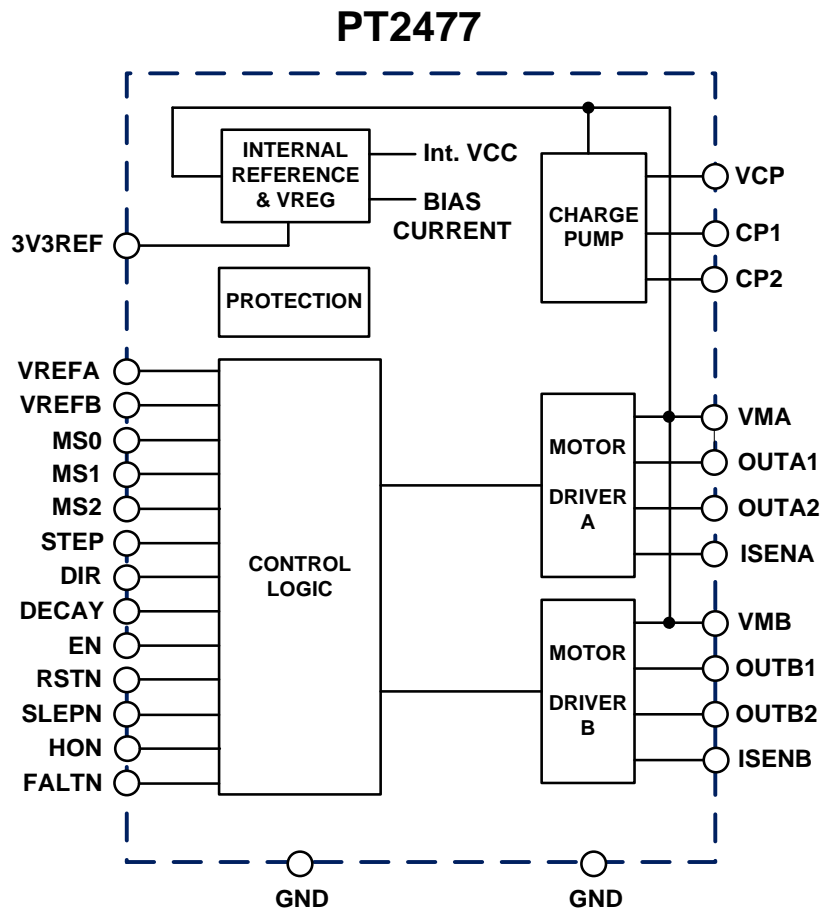 PT2477
INTERNAL
REFERENCE
& VREG
Int. VCC
BIAS
CURRENT
CHARGE
PUMP
VCP
CP1
CP2
3V3REF
PROTECTION
VREFA
VREFB
MS0
MS1
MS2
STEP
DIR
DECAY
EN
RSTN
SLEPN
HON
FALTN
CONTROL
LOGIC
MOTOR
DRIVER
A
VMA
OUTA1
OUTA2
ISENA
MOTOR
DRIVER
B
VMB
OUTB1
OUTB2
ISENB
GND
GND